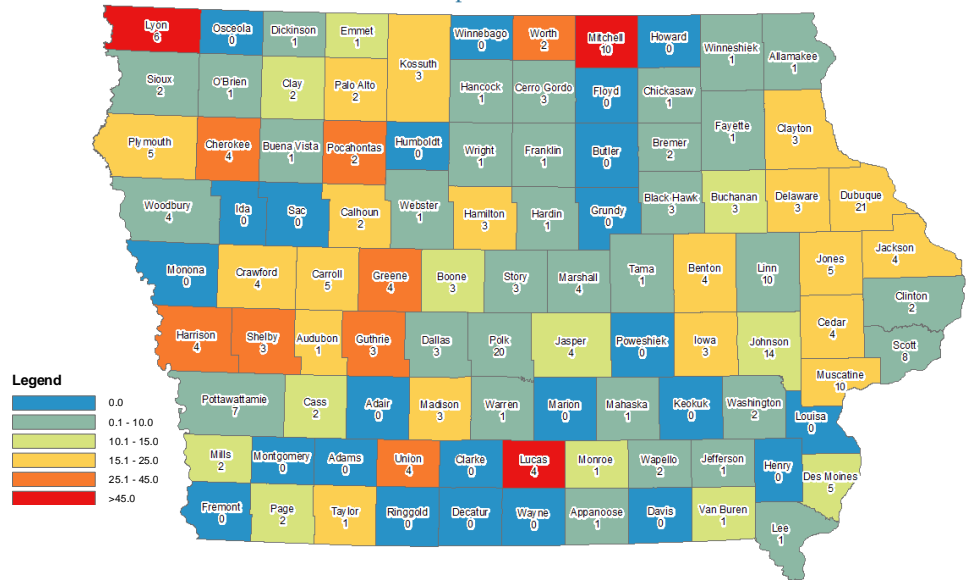 Lyon
6
Osceola
0
Dickinson
1
Emmet
1
Kossuth
3
Winnebago
0
Worth
2
Mitchell
10
Howard
0
Winneshiek
1
Allamakee
1
Sioux
2
O'Brien
1
Clay
2
Palo Alto
2
Hancock
1
Cerro Gordo
3
Floyd
0
Chickasaw
1
Plymouth
5
Cherokee
4
Buena Vista
1
Pocahontas
2
Humboldt
0
Wright
1
Franklin
1
Butler
0
Bremer
2
Fayette
1
Clayton
3
Woodbury
4
Ida
0
Sac
0
Calhoun
2
Webster
1
Hamilton
3
Hardin
1
Grundy
0
Black Hawk
3
Buchanan
3
Delaware
3
Dubuque
21
Monona
0
Crawford
4
Carroll
5
Greene
4
Boone
3
Story
3
Marshall
4
Tama
1
Benton
4
Linn
10
Jones
5
Jackson
4
Clinton
2
Harrison
4
Shelby
3
Audubon
1
Guthrie
3
Dallas
3
Polk
20
Jasper
4
Poweshiek
0
Iowa
3
Johnson
14
Cedar
4
Scott
8
Muscatine
10
Pottawattamie
7
Cass
2
Adair
0
Madison
3
Warren
1
Marion
0
Mahaska
1
Keokuk
0
Washington
2
Louisa
0
Mills
2
Montgomery
0
Adams
0
Union
4
Clarke
0
Lucas
4
Monroe
1
Wapello
2
Jefferson
1
Henry
0
Des Moines
5
Fremont
0
Page
2
Taylor
1
Ringgold
0
Decatur
0
Wayne
0
Appanoose
1
Davis
0
Van Buren
1
Lee
1
Legend
0.0
0.1 - 10.0
10.1 - 15.0
15.1 - 25.0
25.1 - 45.0
>45.0